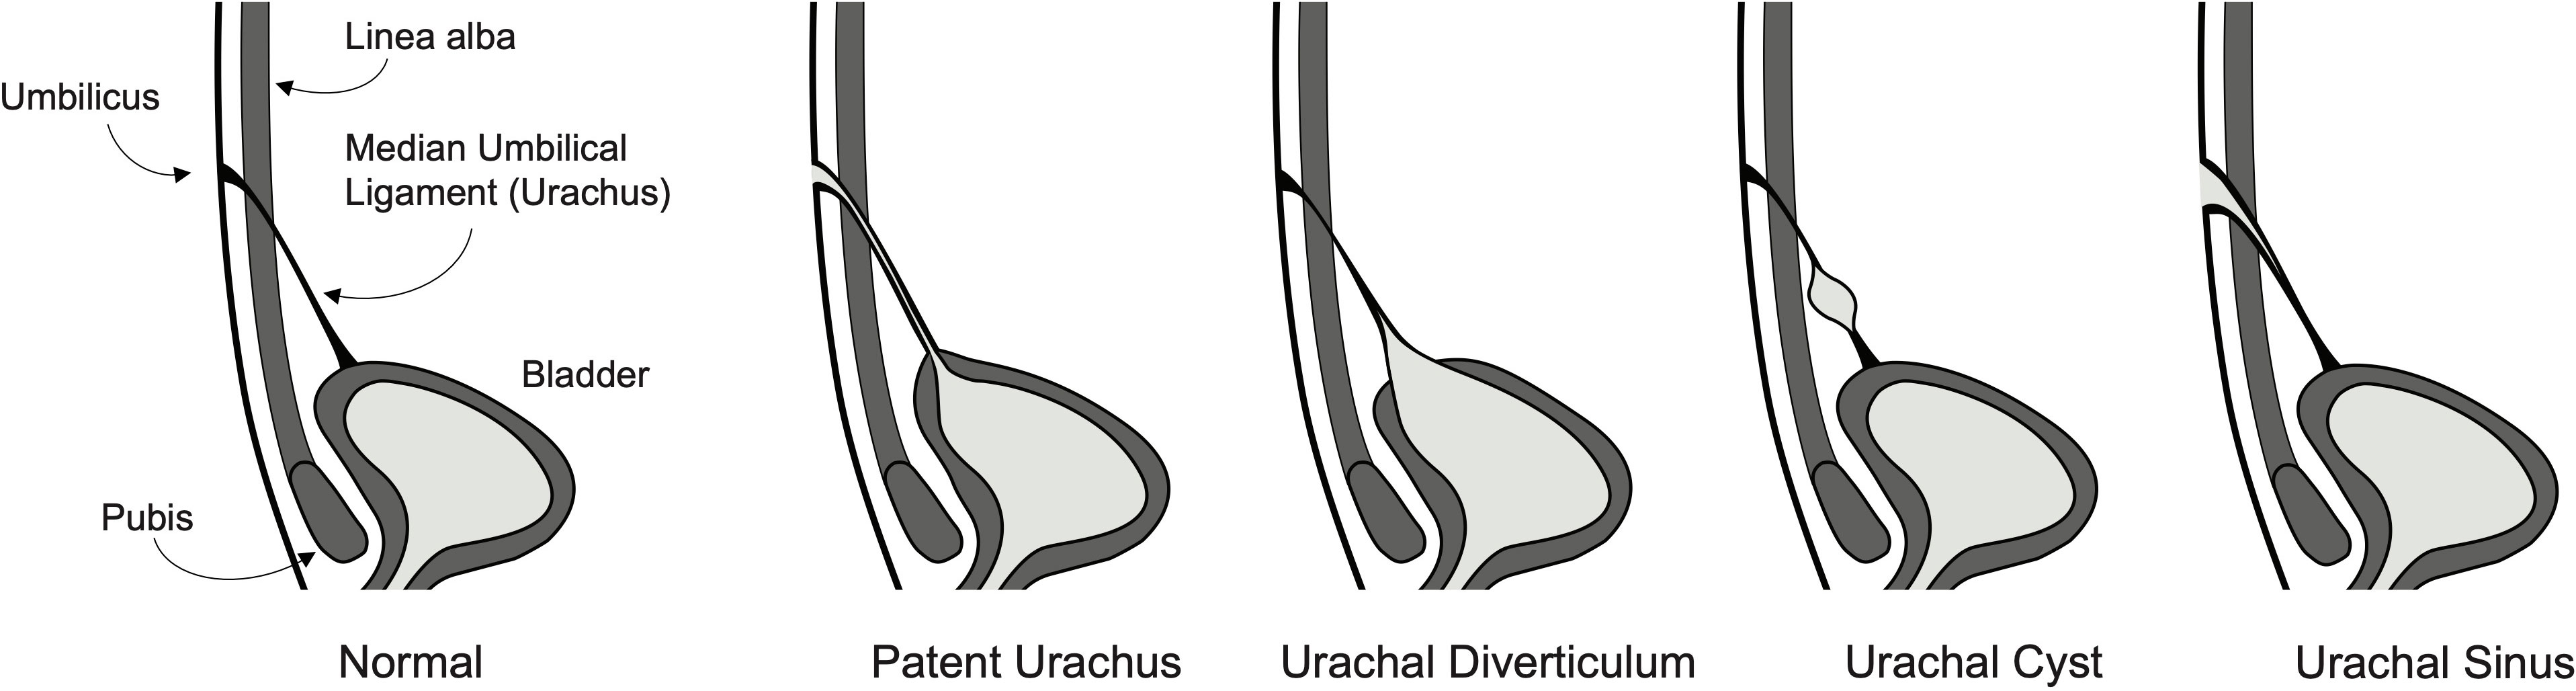 Linea alba
Umbilicus
Median Umbilical
Ligament (Urachus)
Bladder
Pubis
Normal
Patent Urachus
Urachal Diverticulum
Urachal Cyst
Urachal Sinus